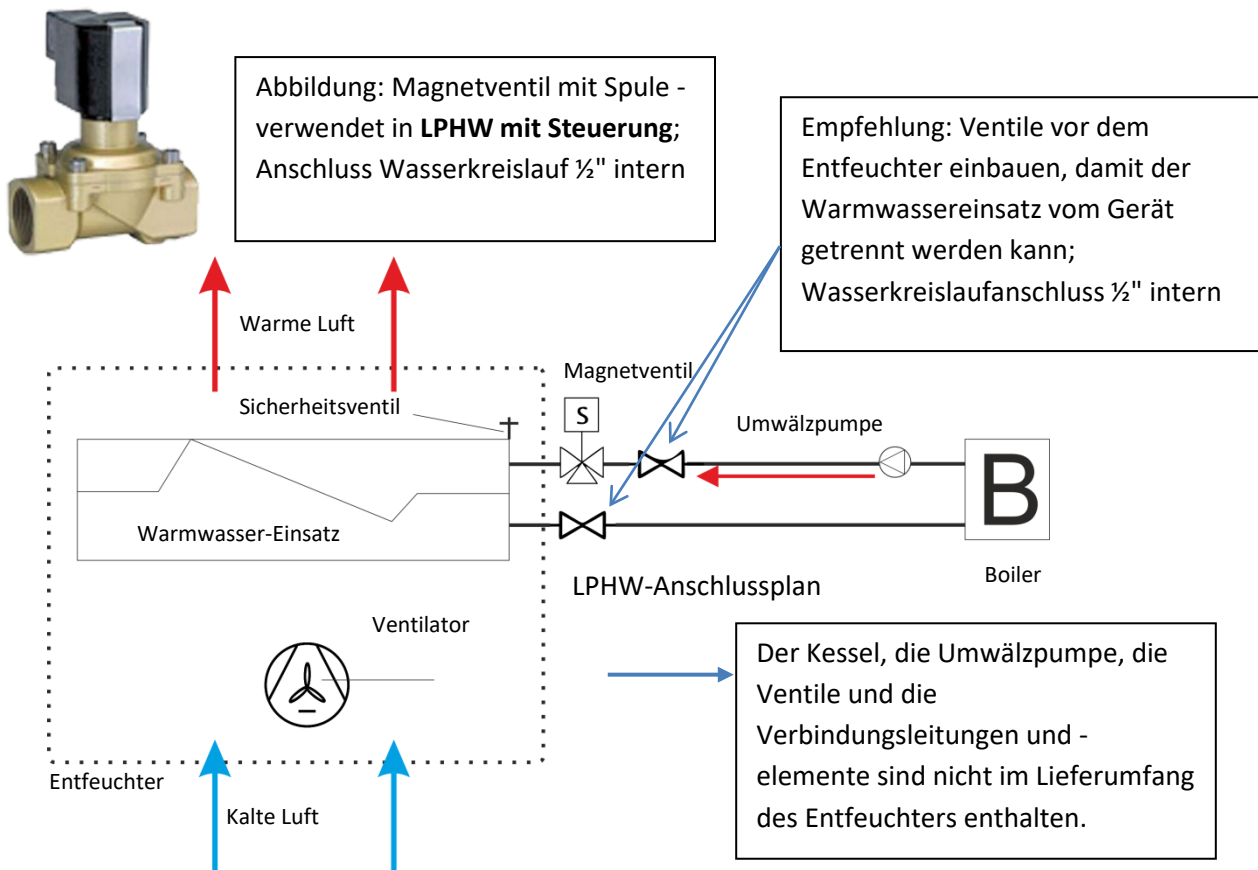 Abbildung: Magnetventil mit Spule -
verwendet in LPHW mit Steuerung;
Anschluss Wasserkreislauf ½" intern
Empfehlung: Ventile vor dem
Entfeuchter einbauen, damit der
Warmwassereinsatz vom Gerät
getrennt werden kann;
Wasserkreislaufanschluss ½" intern
Warme Luft
Magnetventil
Sicherheitsventil
S
Umwälzpumpe
B
Warmwasser-Einsatz
Boiler
LPHW-Anschlussplan
Ventilator
Der Kessel, die Umwälzpumpe, die
Ventile und die
Verbindungsleitungen und -
elemente sind nicht im Lieferumfang
des Entfeuchters enthalten.
Entfeuchter
Kalte Luft